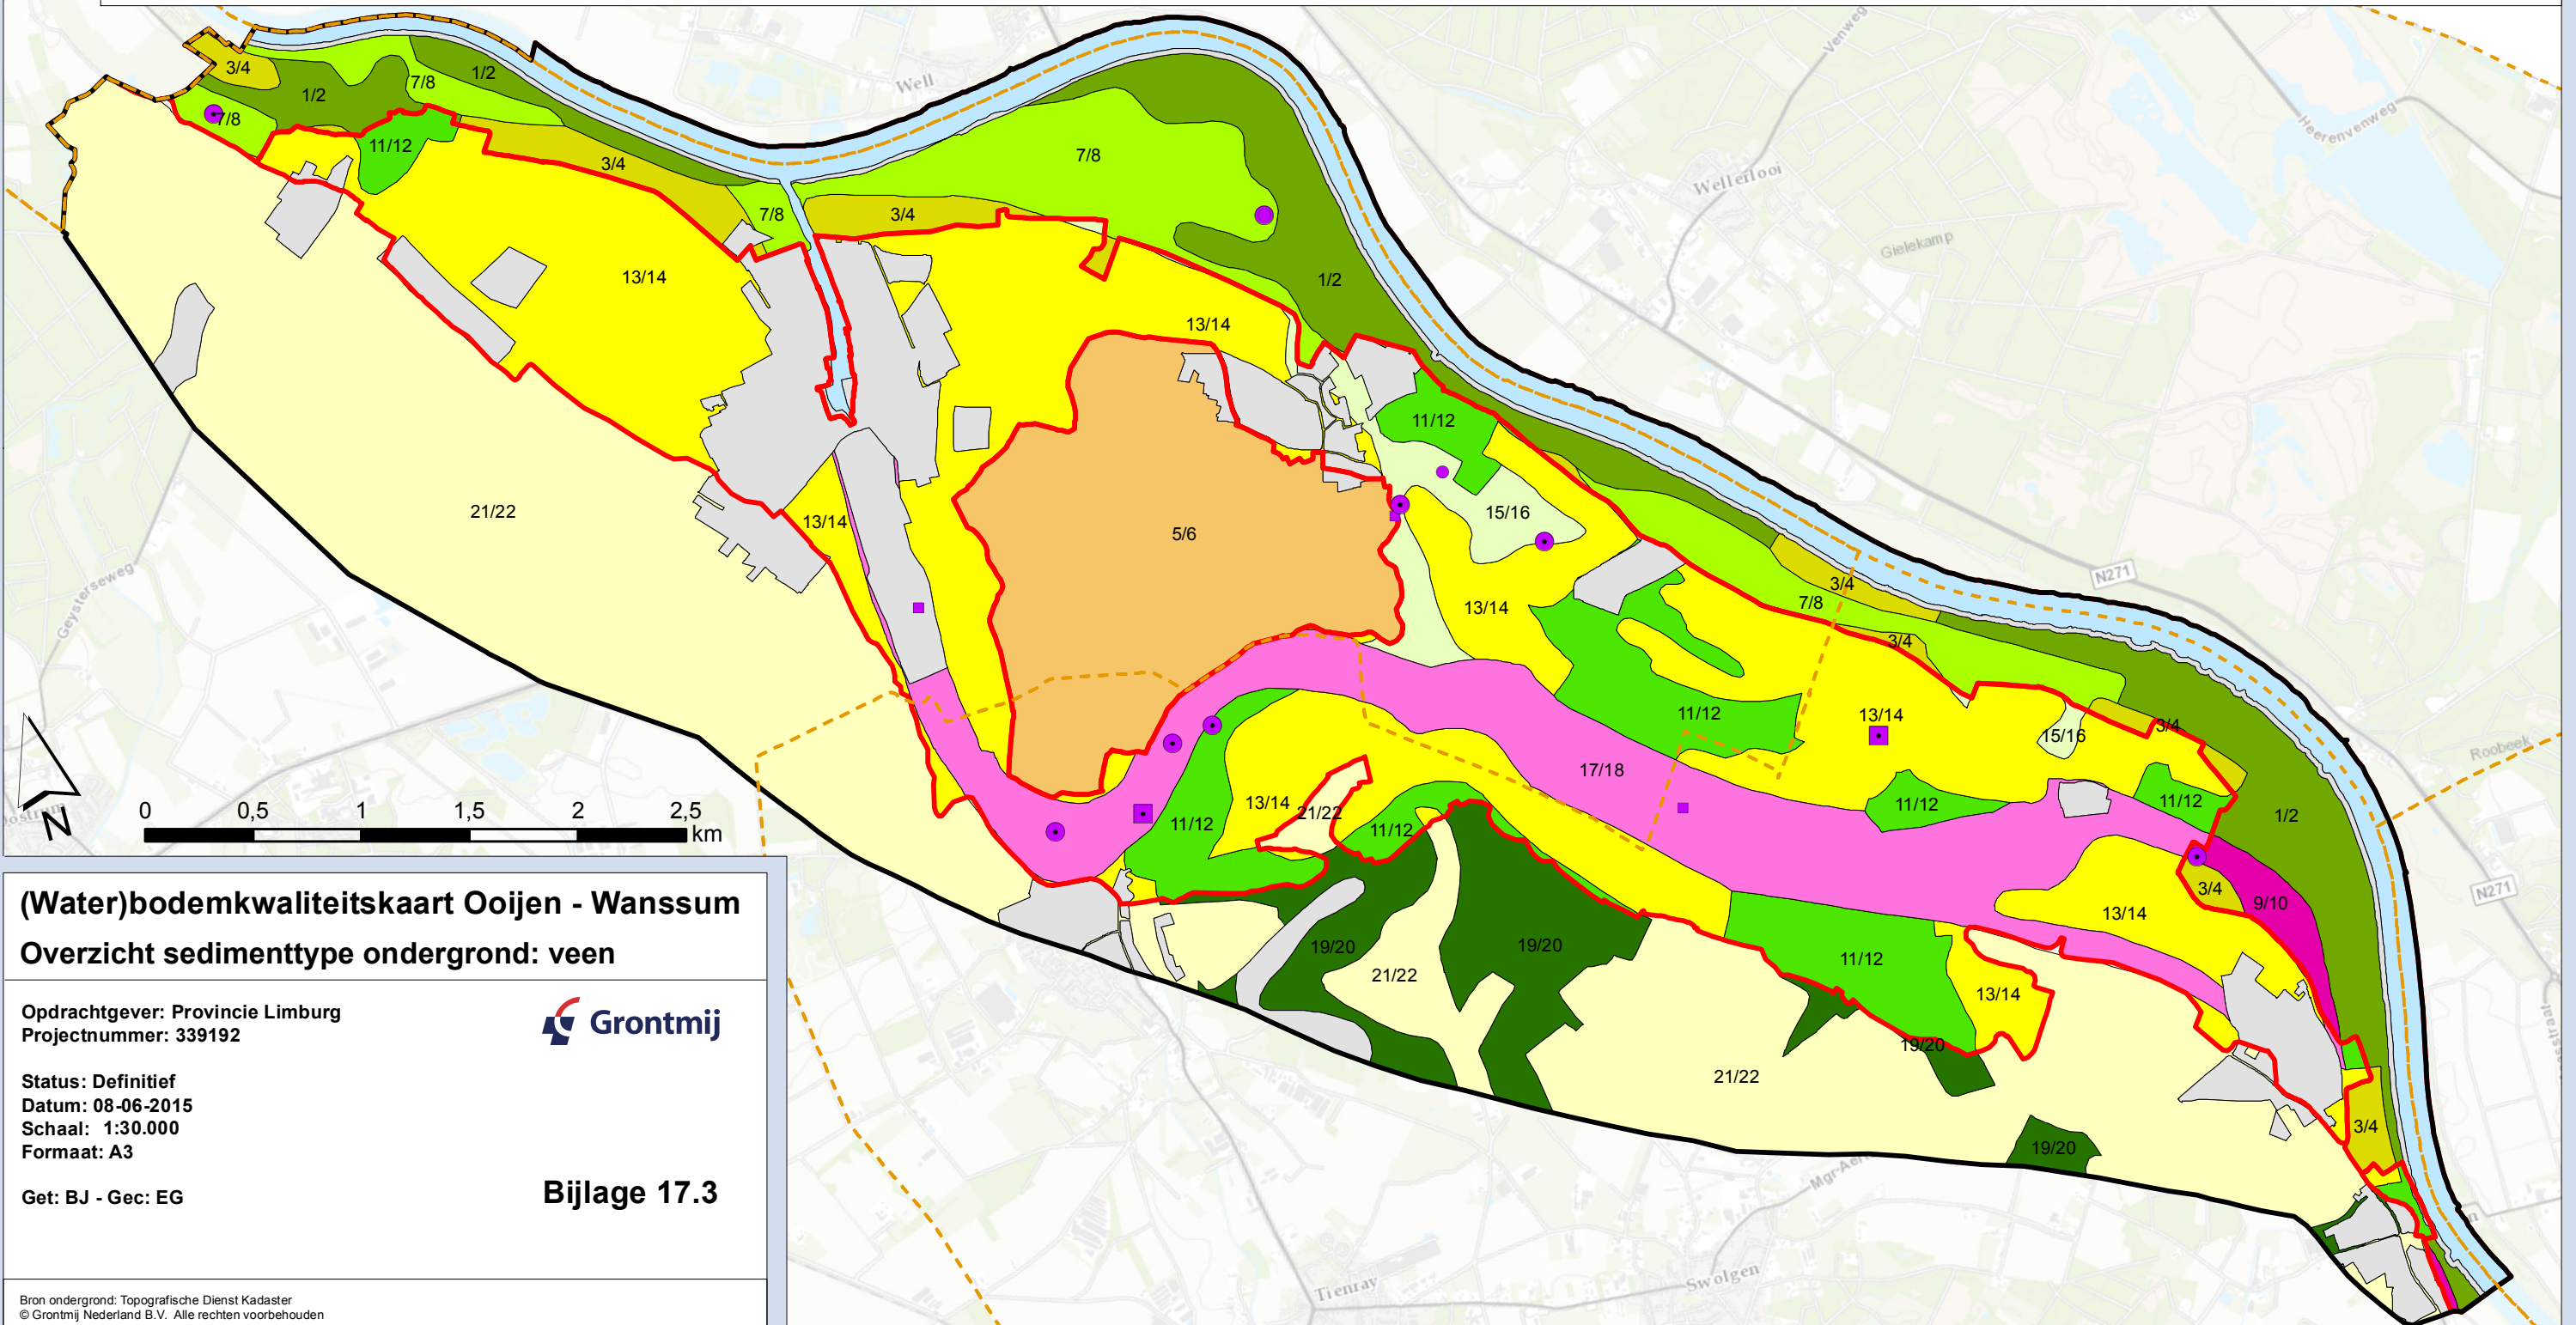 Well
Venweg
Heerenvenweg
Wellerlooi
Gielekamp
3/4
1/2
7/8
1/2
7/8
11/12
3/4
7/8
3/4
7/8
1/2
13/14
13/14
11/12
21/22
13/14
5/6
15/16
13/14
3/4
7/8
3/4
N271
Geijsterseweg
11/12
13/14
15/16
3/4
Roobeek
17/18
13/14
21/22
11/12
11/12
11/12
11/12
1/2
N271
3/4
9/10
13/14
19/20
21/22
19/20
11/12
13/14
19/20
21/22
19/20
3/4
Tienray
Swolgen
N
0 0,5 1 1,5 2 2,5
km
(Water)bodemkwaliteitskaart Ooijen - Wanssum
Overzicht sedimenttype ondergrond: veen
Opdrachtgever: Provincie Limburg
Projectnummer: 339192
Grontmij
Status: Definitief
Datum: 08-06-2015
Schaal: 1:30.000
Formaat: A3
Get: BJ - Gec: EG
Bijlage 17.3
Bron ondergrond: Topografische Dienst Kadaster
© Grontmij Nederland B.V. Alle rechten voorbehouden